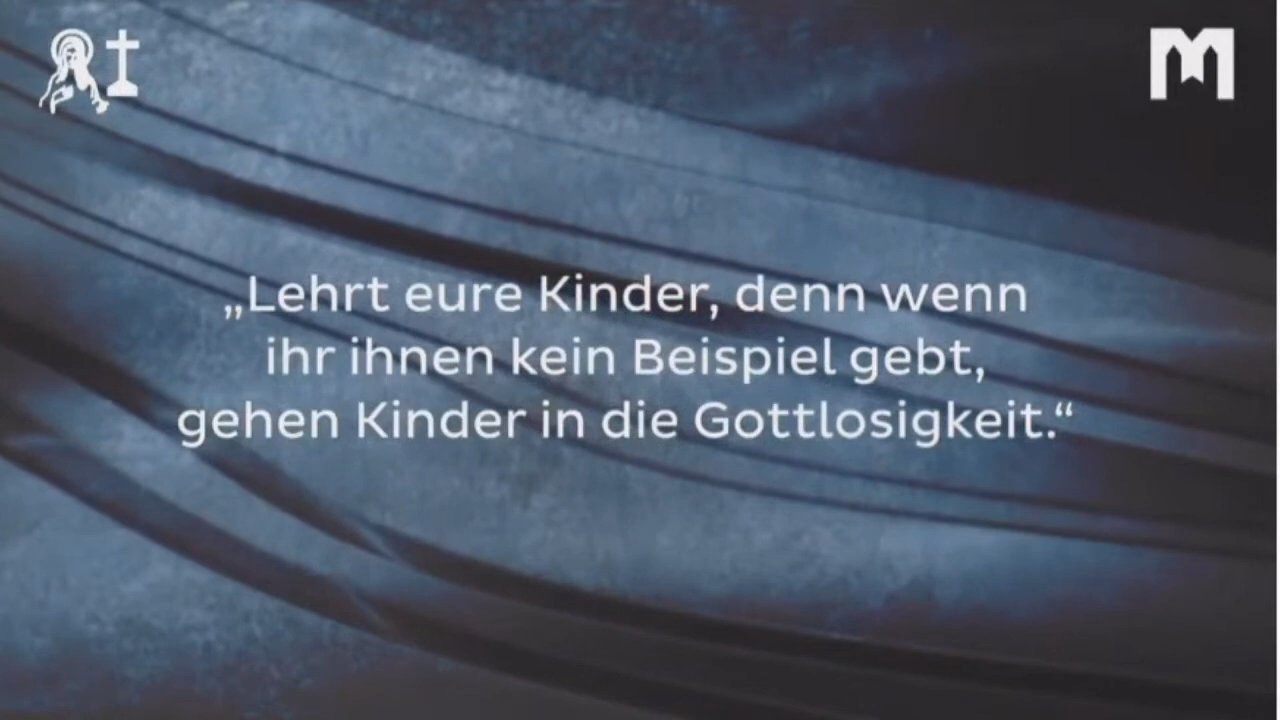 „Lehrt eure Kinder, denn wenn
ihr ihnen kein Beispiel gebt,
gehen Kinder in die Gottlosigkeit.“